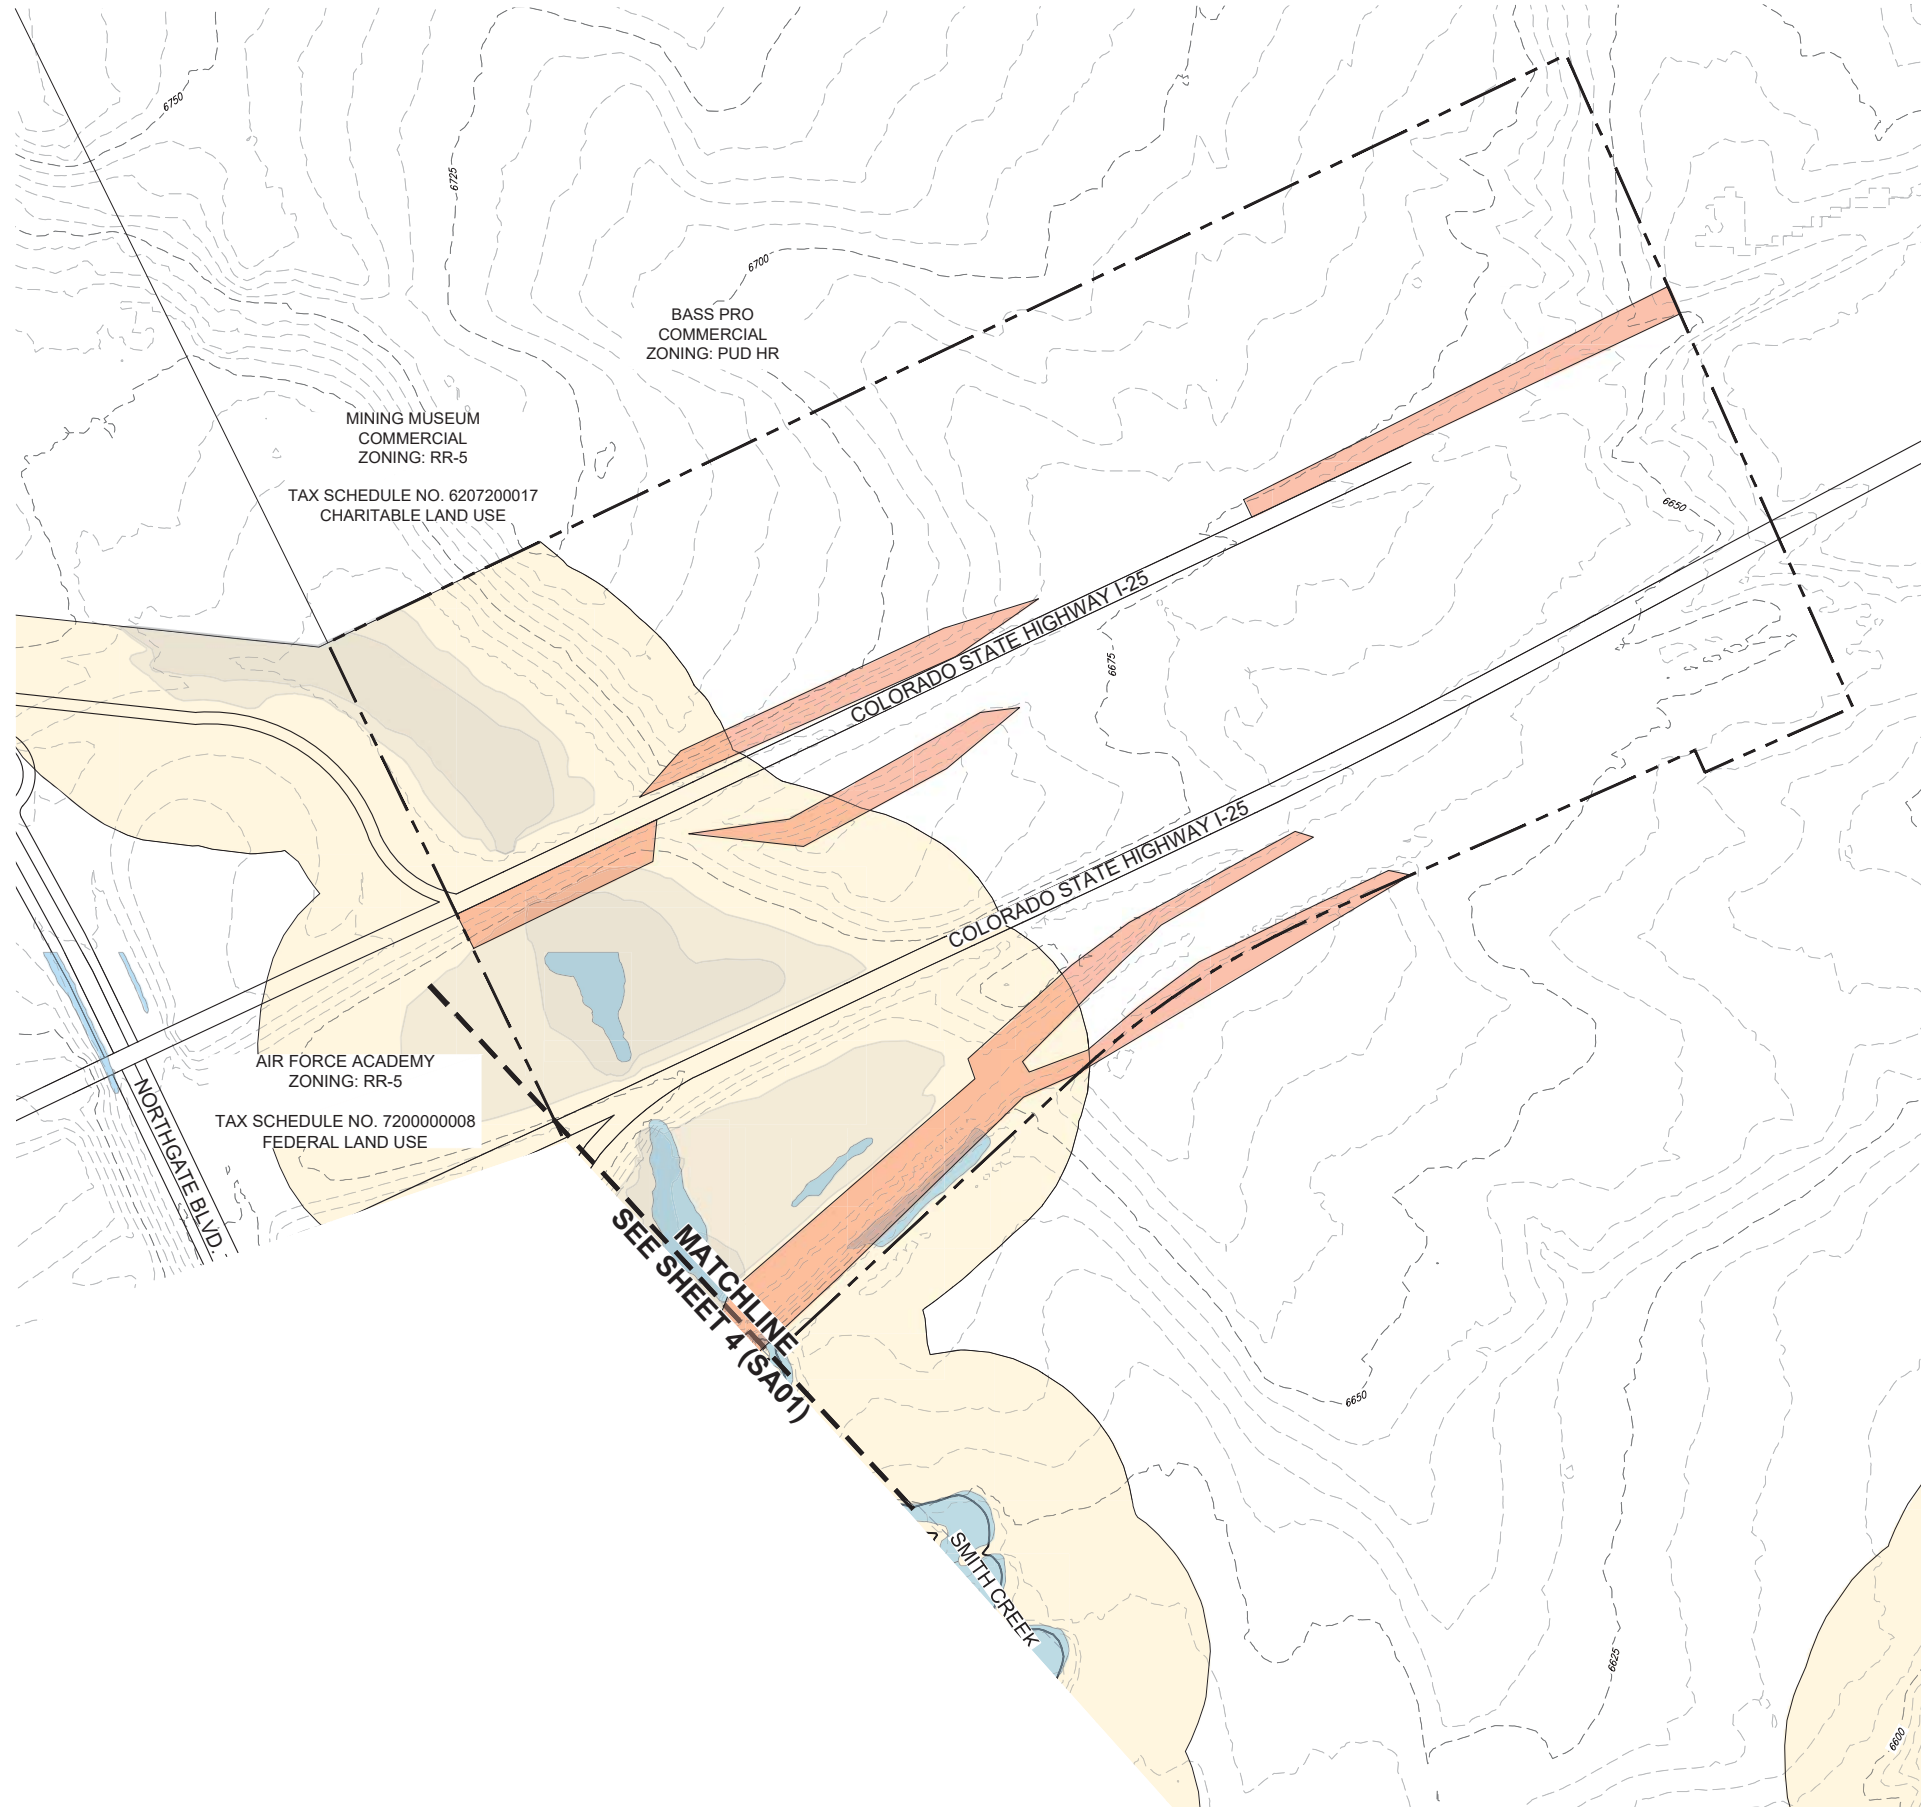 6750
6725
6700
BASS PRO
COMMERCIAL
ZONING: PUD HR
MINING MUSEUM
COMMERCIAL
ZONING: RR-5
TAX SCHEDULE NO. 6207200017
CHARITABLE LAND USE
6650
COLORADO STATE HIGHWAY I-25
6675
COLORADO STATE HIGHWAY I-25
AIR FORCE ACADEMY
ZONING: RR-5
TAX SCHEDULE NO. 7200000008
FEDERAL LAND USE
NORTHGATE BLVD.
MATCHLINE
SEE SHEET 4 (SA01)
6650
SMITH CREEK
6625
6600